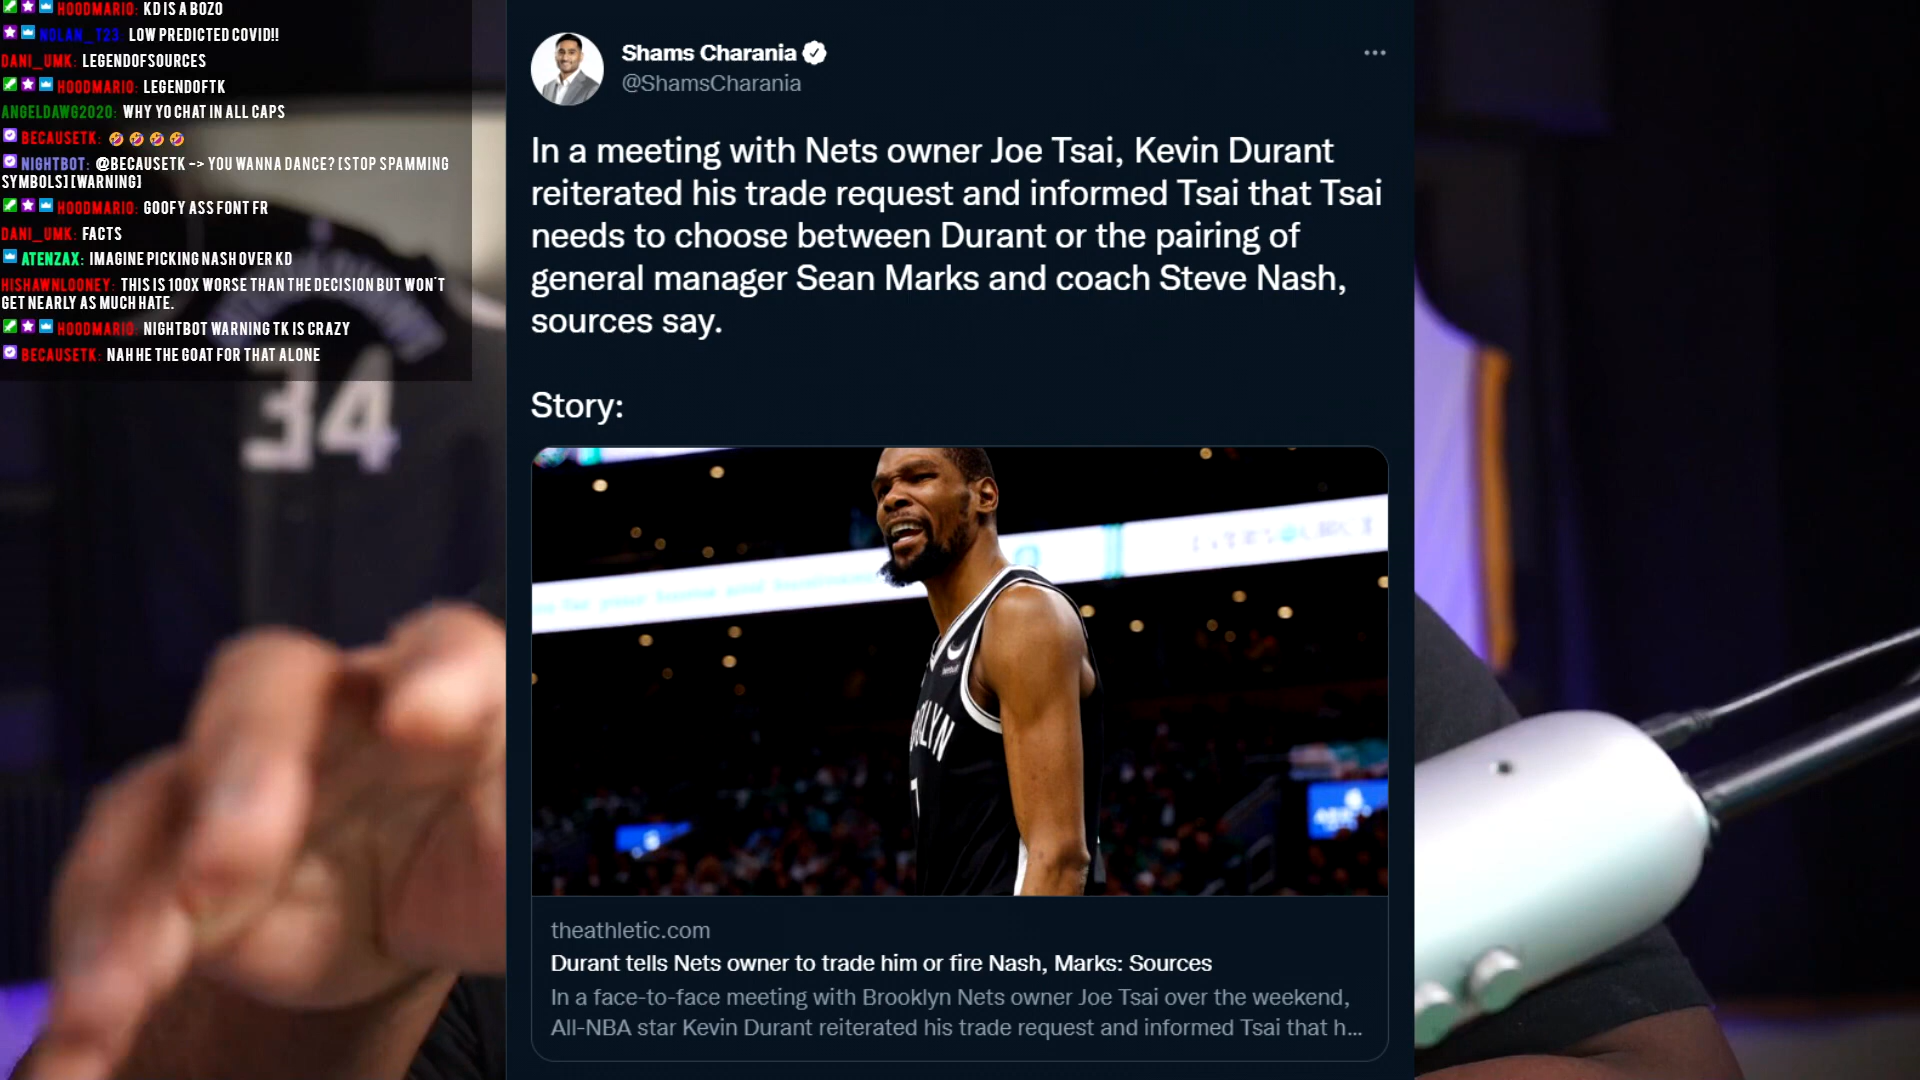 HOODMARIO: KD IS A BOZO
NOLAN_T23: LOW PREDICTED COVID!!
DANI_UMK: LEGENDOFSOURCES
HOODMARIO: LEGENDOFTK
ANGELDAWG2020: WHY YO CHAT IN ALL CAPS
BECAUSETK: 🤣 🤣 🤣 🤣
NIGHTBOT: @BECAUSETK -> YOU WANNA DANCE? [STOP SPAMMING
SYMBOLS] [WARNING]
HOODMARIO: GOOFY ASS FONT FR
DANI_UMK: FACTS
ATENZAX: IMAGINE PICKING NASH OVER KD
HISHAWNLOONEY: THIS IS 100X WORSE THAN THE DECISION BUT WON'T
GET NEARLY AS MUCH HATE.
HOODMARIO: NIGHTBOT WARNING TK IS CRAZY
BECAUSETK: NAH HE THE GOAT FOR THAT ALONE
34
Shams Charania
@ShamsCharania
In a meeting with Nets owner Joe Tsai, Kevin Durant
reiterated his trade request and informed Tsai that Tsai
needs to choose between Durant or the pairing of
general manager Sean Marks and coach Steve Nash,
sources say.
Story:
theathletic.com
Durant tells Nets owner to trade him or fire Nash, Marks: Sources
In a face-to-face meeting with Brooklyn Nets owner Joe Tsai over the weekend,
All-NBA star Kevin Durant reiterated his trade request and informed Tsai that h...